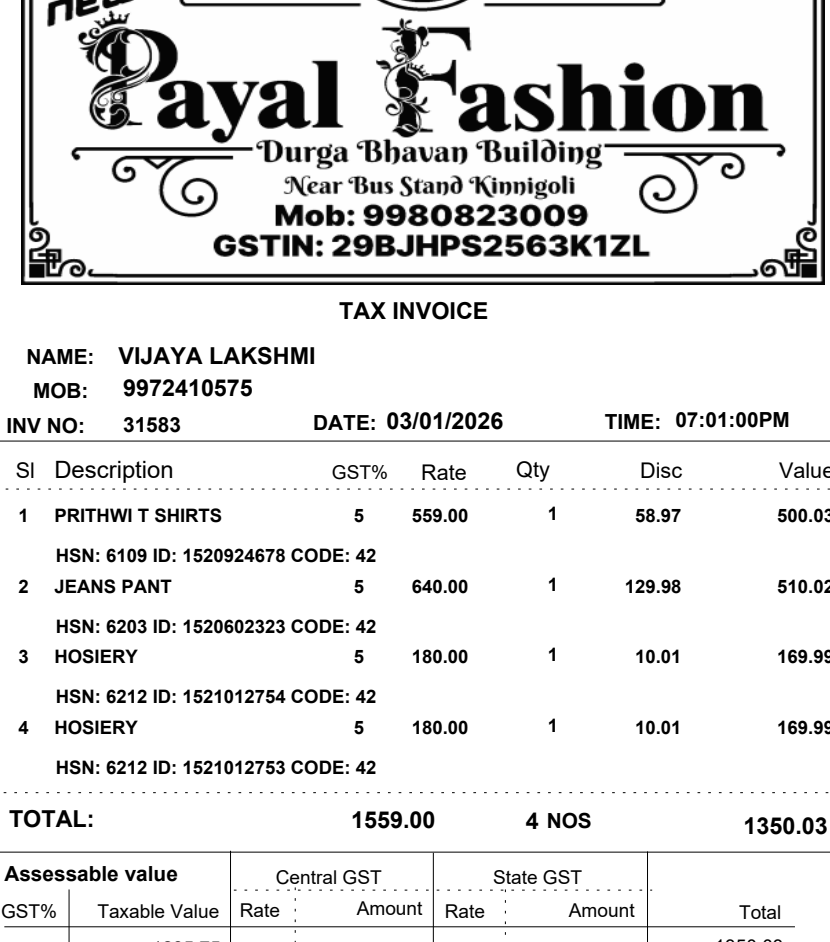 new
Payal Fashion
Durga Bhavan Building
Near Bus Stand Kinnigoli
Mob: 9980823009
GSTIN: 29BJHPS2563K1ZL
TAX INVOICE
NAME: VIJAYA LAKSHMI
MOB: 9972410575
INV NO: 31583 DATE: 03/01/2026 TIME: 07:01:00PM
Sl Description GST% Rate Qty Disc Value
1 PRITHWI T SHIRTS 5 559.00 1 58.97 500.03
HSN: 6109 ID: 1520924678 CODE: 42
2 JEANS PANT 5 640.00 1 129.98 510.02
HSN: 6203 ID: 1520602323 CODE: 42
3 HOSIERY 5 180.00 1 10.01 169.99
HSN: 6212 ID: 1521012754 CODE: 42
4 HOSIERY 5 180.00 1 10.01 169.99
HSN: 6212 ID: 1521012753 CODE: 42
TOTAL: 1559.00 4 NOS 1350.03
Assessable value Central GST State GST
GST% Taxable Value Rate Amount Rate Amount Total